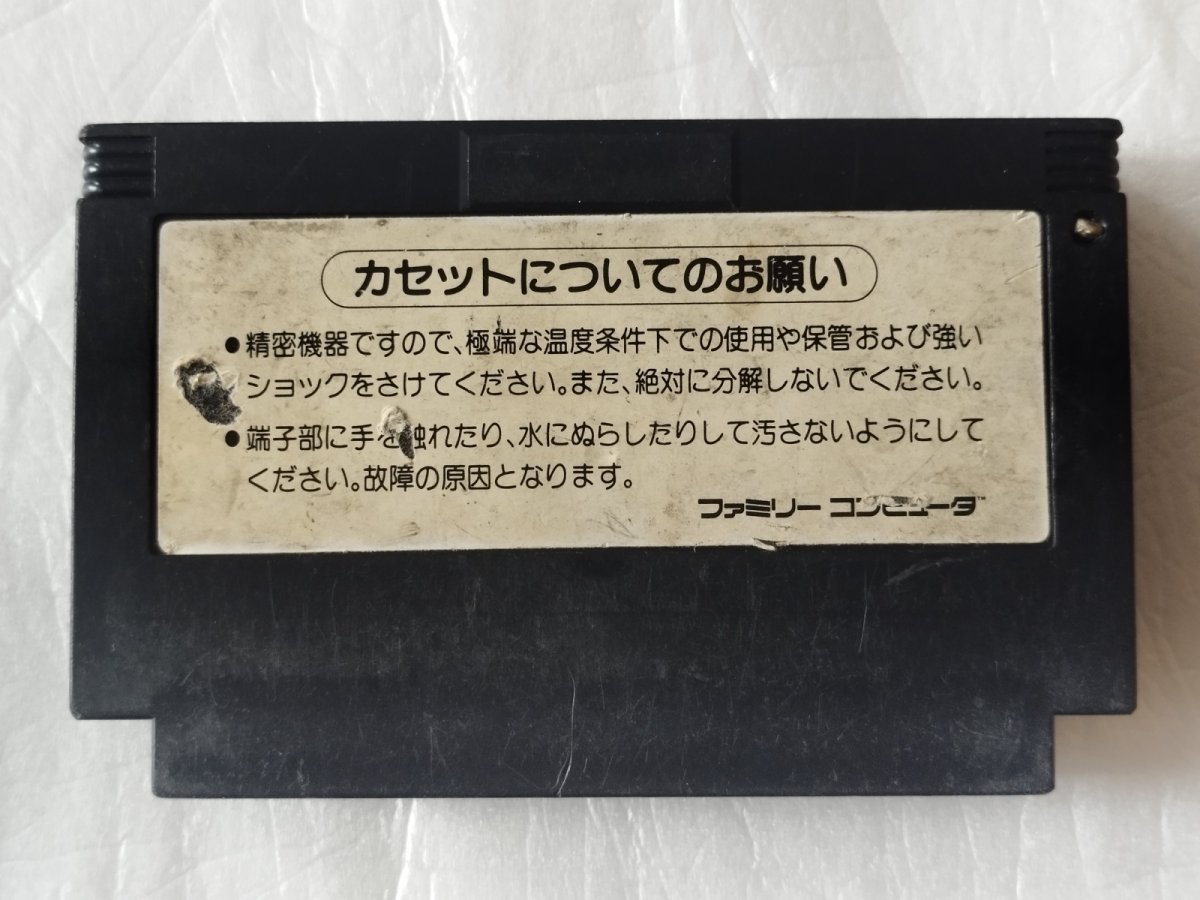 カセットについてのお願い
●精密機器ですので、極端な温度条件下での使用や保管および強い
ショックをさけてください。また、絶対に分解しないでください。
●端子部に手を触れたり、水にぬらしたりして汚さないようにして
ください。故障の原因となります。
ファミリー コンピュータ™